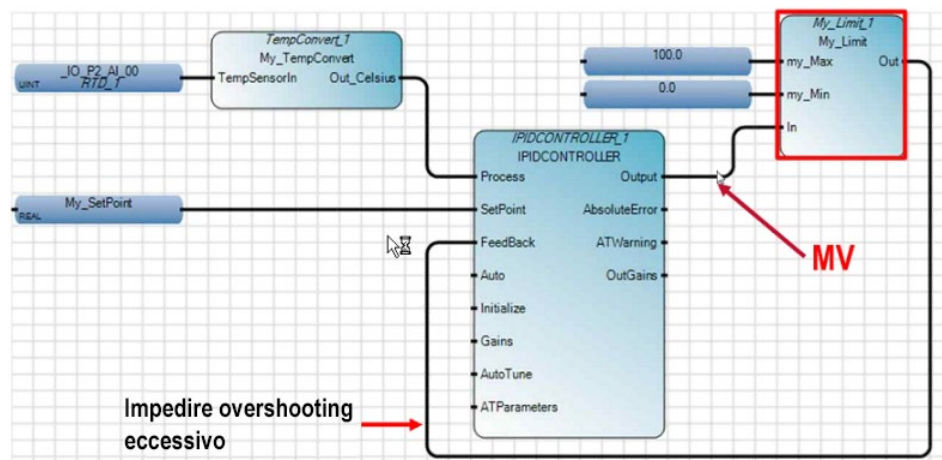 TempConvert_1
My_TempConvert
TempSensorIn Out_Celsius
_IO_P2_AI_00
UINT RTD_1
My_SetPoint
REAL
100.0
0.0
My_Limit_1
My_Limit
my_Max Out
my_Min
In
IPIDCONTROLLER_1
IPIDCONTROLLER
Process Output
SetPoint AbsoluteError
FeedBack ATWarning
Auto OutGains
Initialize
Gains
AutoTune
ATParameters
MV
Impedire overshooting
eccessivo